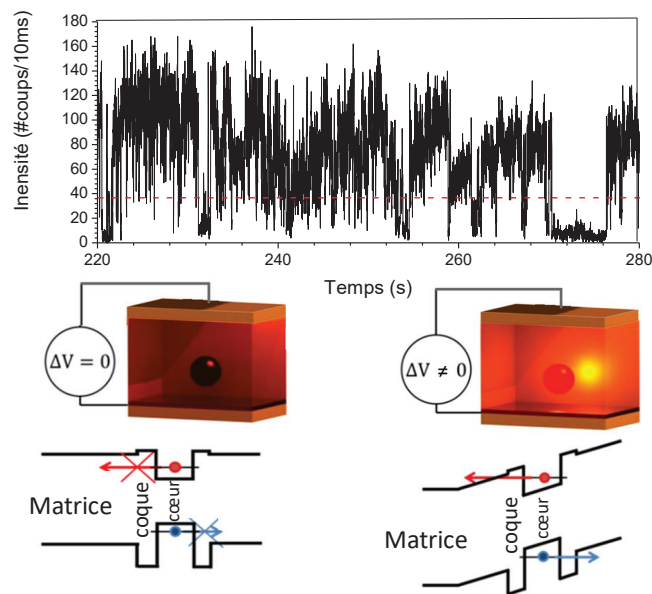 Inensité (#coups/10ms)
180
160
140
120
100
80
60
40
20
0
220
240
260
280
Temps (s)
ΔV = 0
ΔV ≠ 0
Matrice
coque
cœur
Matrice
coque
cœur